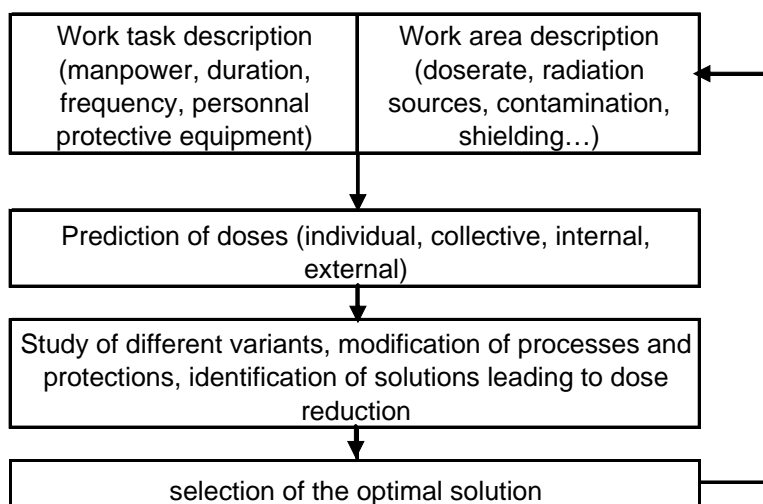 Work task description
(manpower, duration,
frequency, personnal
protective equipment)
Work area description
(doserate, radiation
sources, contamination,
shielding…)
Prediction of doses (individual, collective, internal,
external)
Study of different variants, modification of processes and
protections, identification of solutions leading to dose
reduction
selection of the optimal solution